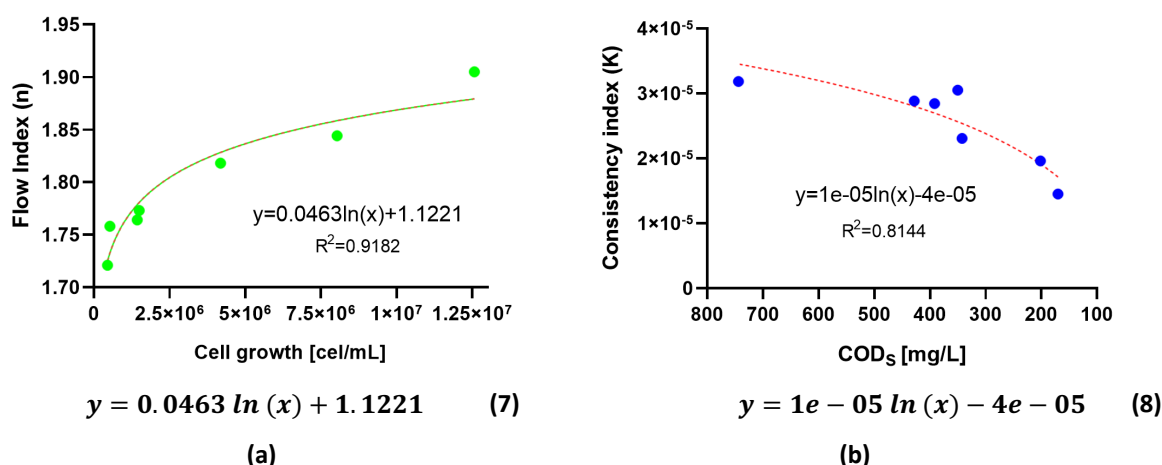 1.95
1.90
1.85
1.80
1.75
1.70
Flow Index (n)
y=0.0463ln(x)+1.1221
R²=0.9182
0 2.5×10⁶ 5×10⁶ 7.5×10⁶ 1×10⁷ 1.25×10⁷
Cell growth [cel/mL]
y = 0.0463 ln (x) + 1.1221 (7)
(a)
4×10⁻⁵
3×10⁻⁵
2×10⁻⁵
1×10⁻⁵
0
Consistency index (K)
y=1e-05ln(x)-4e-05
R²=0.8144
800 700 600 500 400 300 200 100
CODS [mg/L]
y = 1e − 05 ln (x) − 4e − 05 (8)
(b)